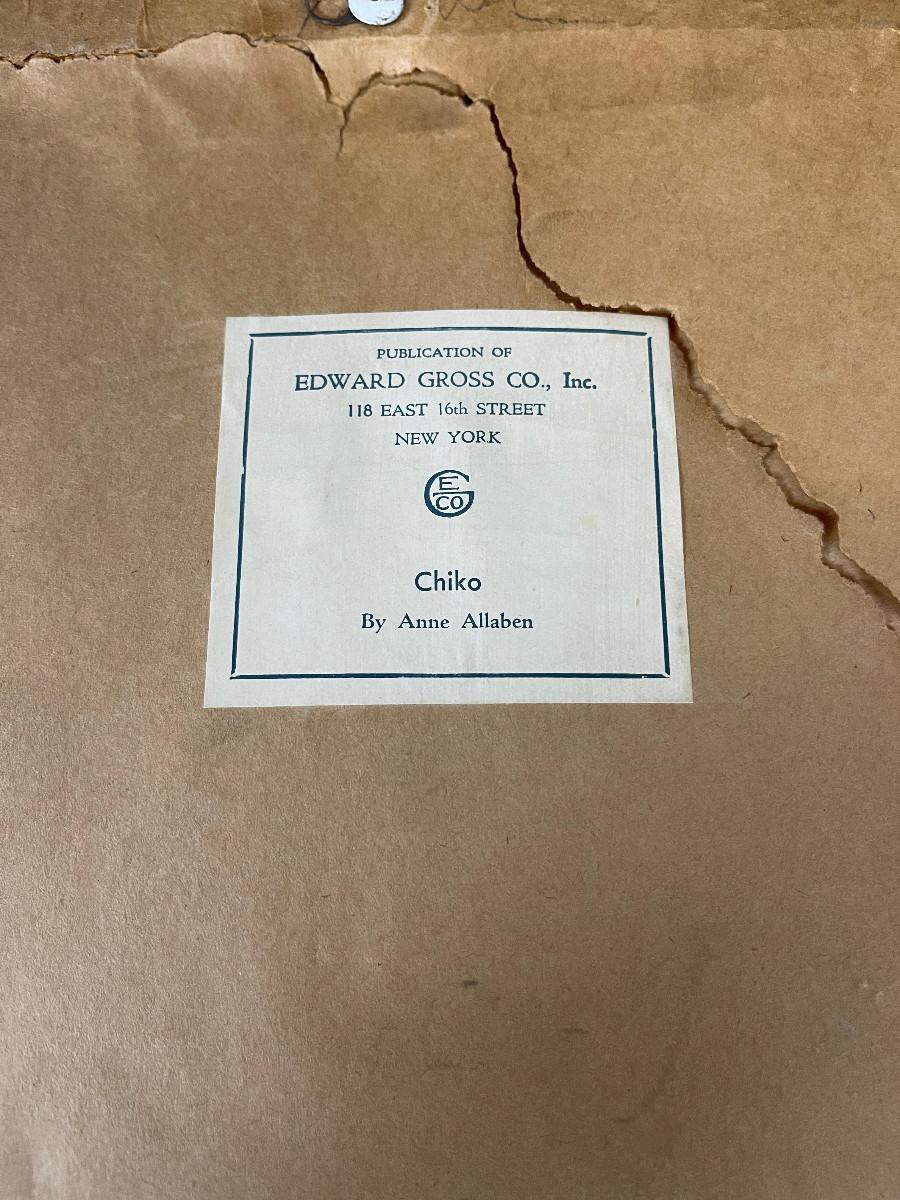 PUBLICATION OF
EDWARD GROSS CO., Inc.
118 EAST 16th STREET
NEW YORK
E
G
CO
Chiko
By Anne Allaben